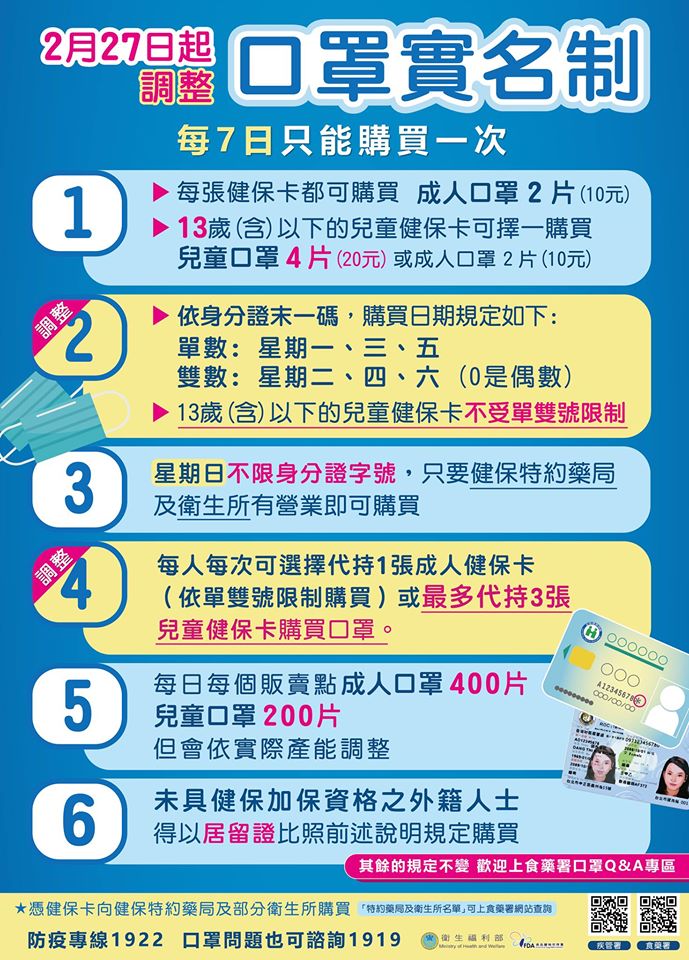 2月27日起
調整
口罩實名制
每7日只能購買一次
1
▶每張健保卡都可購買 成人口罩2片(10元)
▶13歲(含)以下的兒童健保卡可擇一購買
兒童口罩4片(20元)或成人口罩2片(10元)
調整
2
▶依身分證末一碼，購買日期規定如下:
單數: 星期一、三、五
雙數: 星期二、四、六 (0是偶數)
▶13歲(含)以下的兒童健保卡不受單雙號限制
3
星期日不限身分證字號，只要健保特約藥局
及衛生所有營業即可購買
調整
4
每人每次可選擇代持1張成人健保卡
(依單雙號限制購買)或最多代持3張
兒童健保卡購買口罩。
5
每日每個販賣點成人口罩400片
兒童口罩200片
但會依實際產能調整
6
未具健保加保資格之外籍人士
得以居留證比照前述說明規定購買
其餘的規定不變 歡迎上食藥署口罩Q&A專區
★憑健保卡向健保特約藥局及部分衛生所購買 「特約藥局及衛生所名單」可上食藥署網站查詢
防疫專線1922 口罩問題也可諮詢1919
衛生福利部
Ministry of Health and Welfare
FDA
疾管署
食藥署